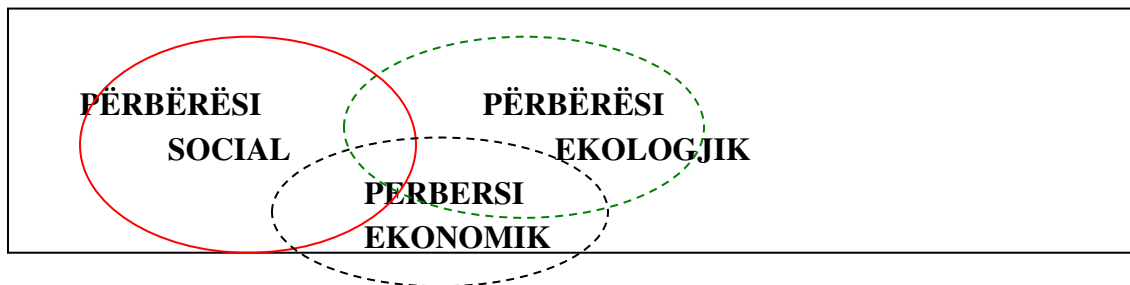 PËRBËRËSI
SOCIAL
PËRBËRËSI
EKOLOGJIK
PERBERSI
EKONOMIK